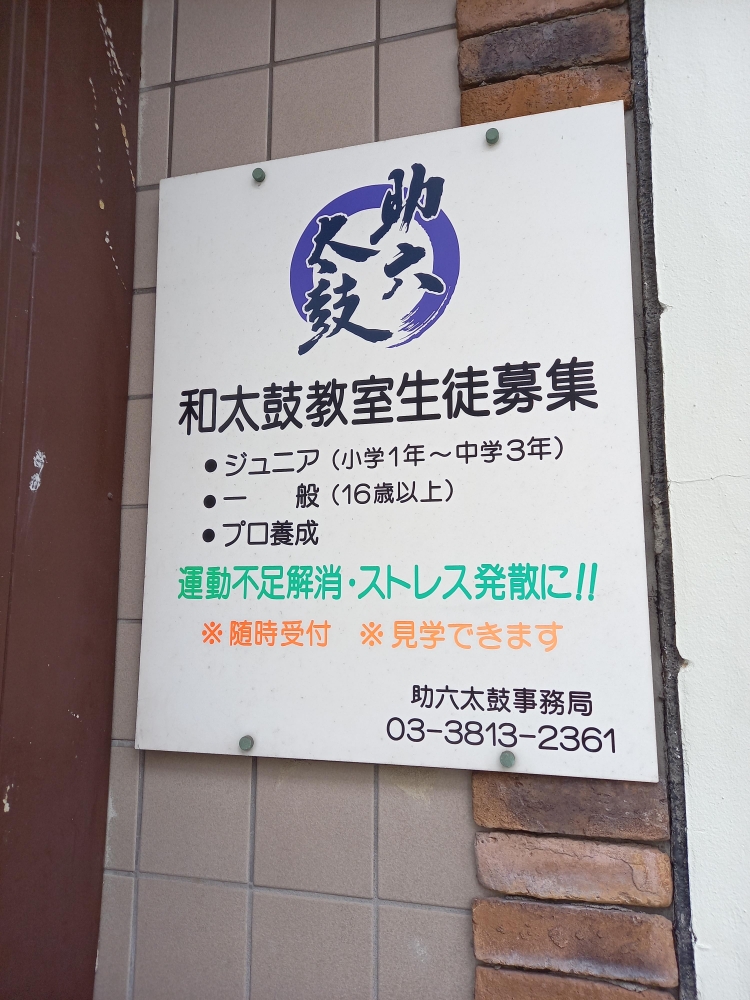 助六
太鼓
和太鼓教室生徒募集
●ジュニア（小学1年～中学3年）
●一　　般（16歳以上）
●プロ養成
運動不足解消・ストレス発散に!!
※随時受付　※見学できます
助六太鼓事務局
03-3813-2361